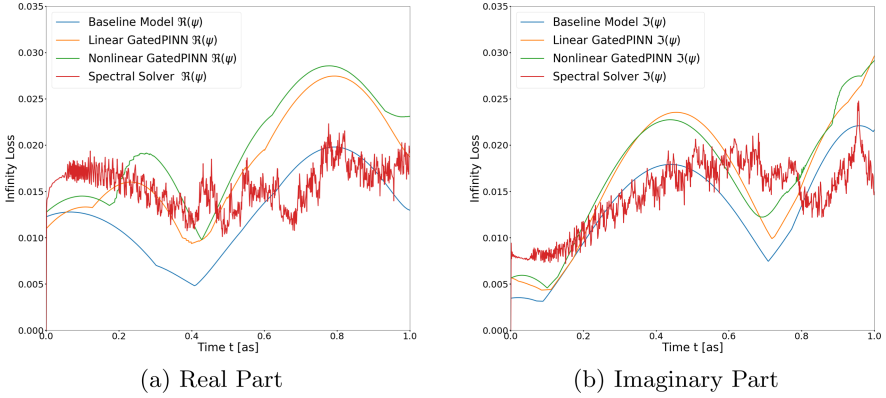 0.035
0.030
0.025
0.020
0.015
0.010
0.005
0.000
Infinity Loss
Baseline Model ℜ(ψ)
Linear GatedPINN ℜ(ψ)
Nonlinear GatedPINN ℜ(ψ)
Spectral Solver ℜ(ψ)
0.0 0.2 0.4 0.6 0.8 1.0
Time t [as]
(a) Real Part
0.035
0.030
0.025
0.020
0.015
0.010
0.005
0.000
Infinity Loss
Baseline Model ℑ(ψ)
Linear GatedPINN ℑ(ψ)
Nonlinear GatedPINN ℑ(ψ)
Spectral Solver ℑ(ψ)
0.0 0.2 0.4 0.6 0.8 1.0
Time t [as]
(b) Imaginary Part